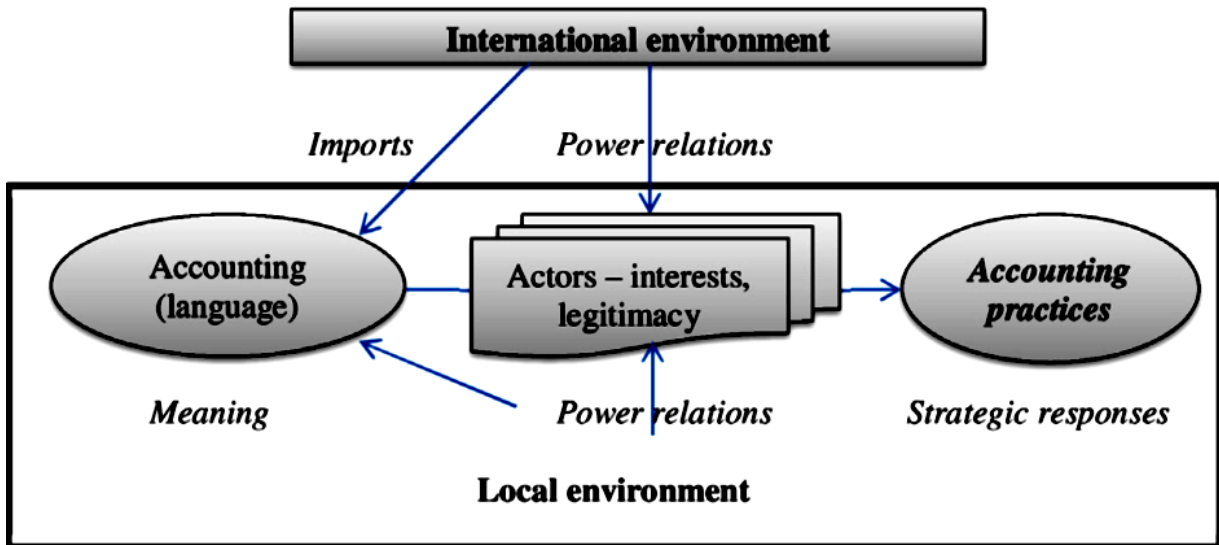 International environment
Imports
Power relations
Accounting
(language)
Actors – interests,
legitimacy
Accounting
practices
Meaning
Power relations
Strategic responses
Local environment